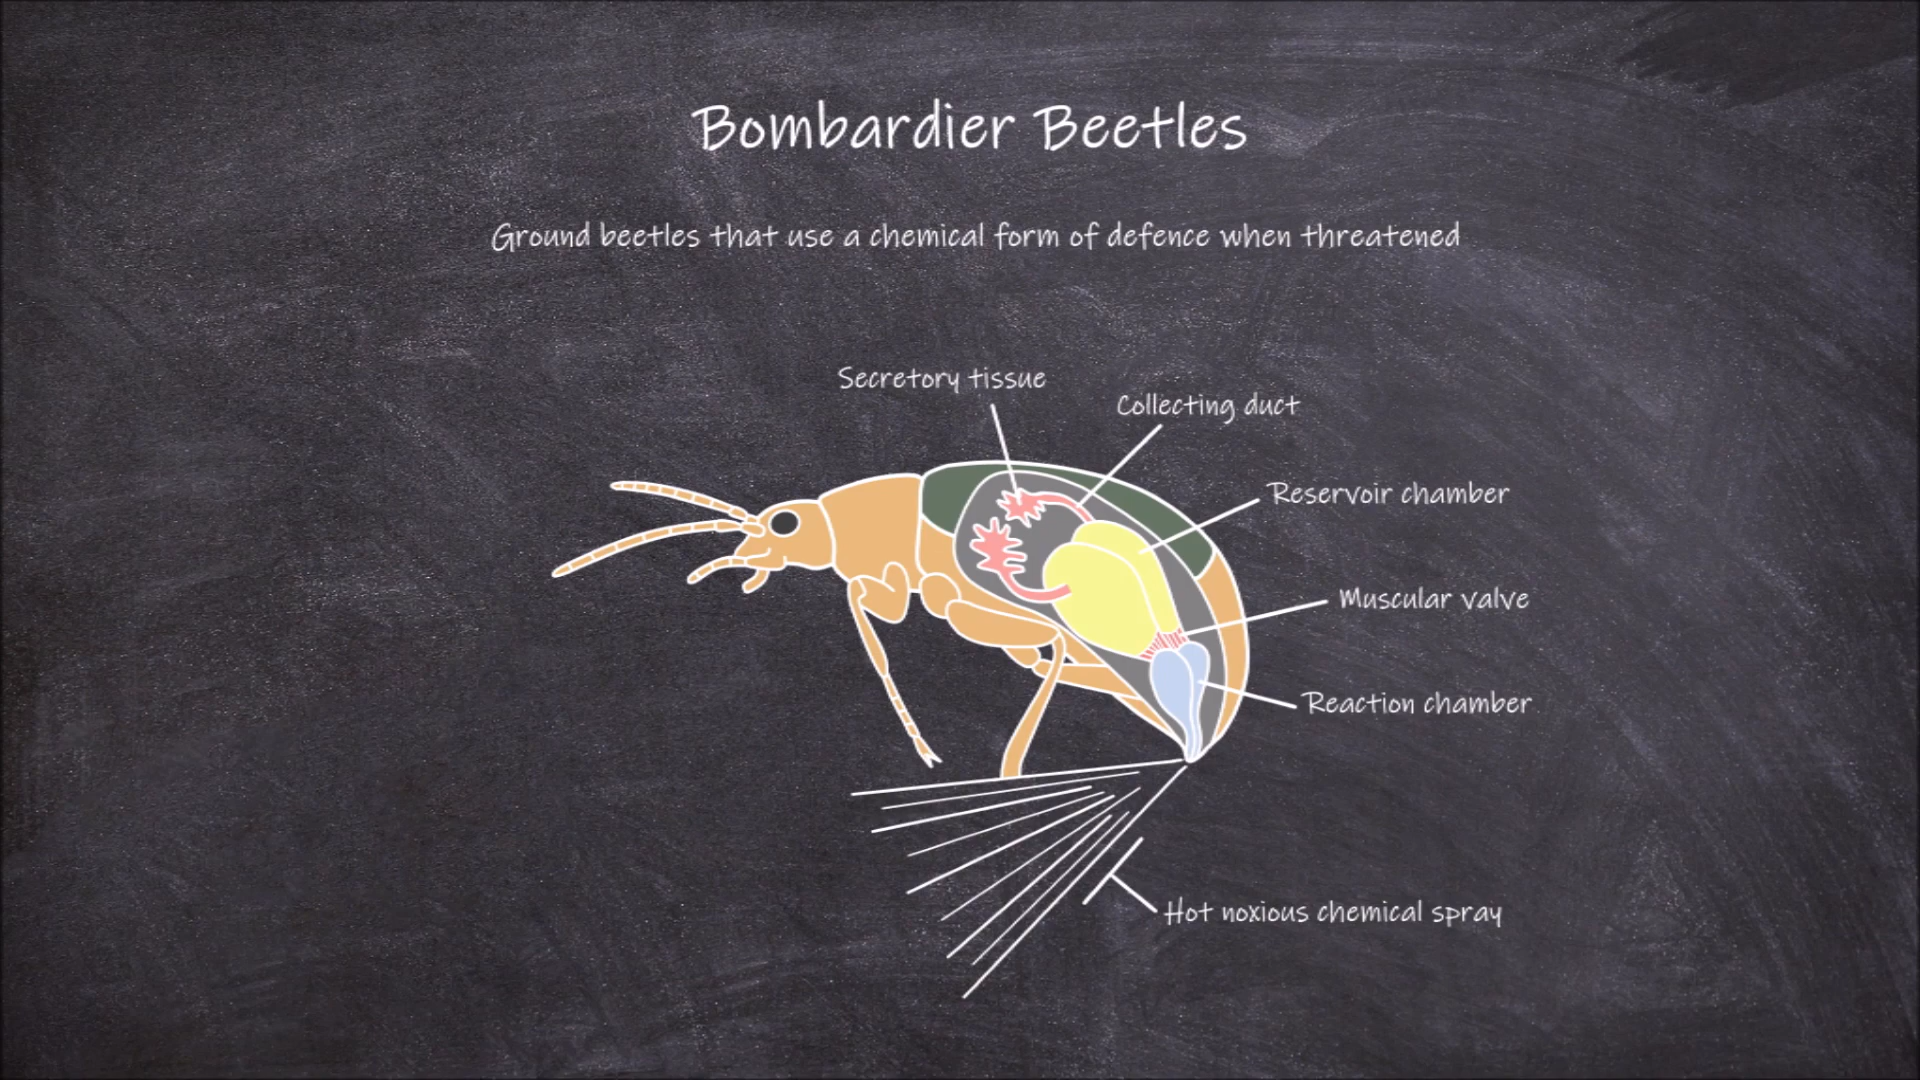 Bombardier Beetles
Ground beetles that use a chemical form of defence when threatened
Secretory tissue
Collecting duct
Reservoir chamber
Muscular valve
Reaction chamber
Hot noxious chemical spray